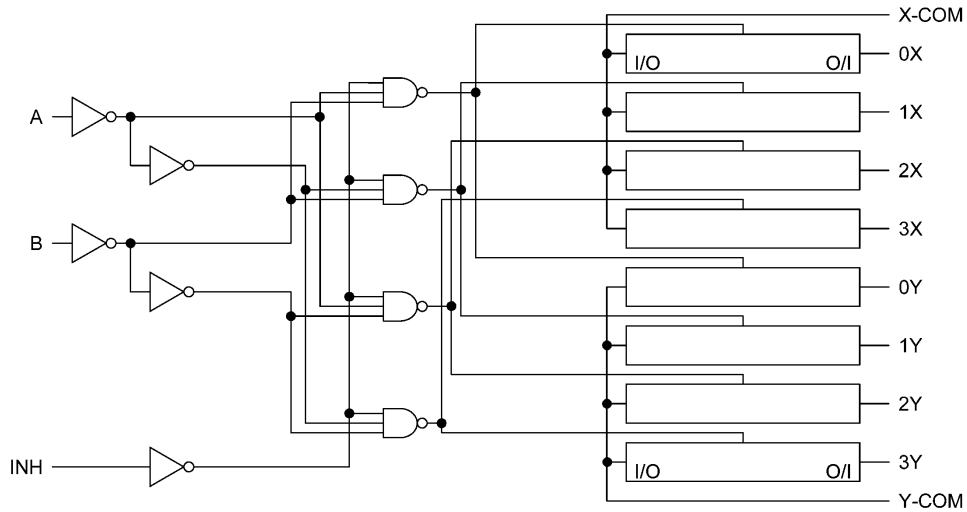 X-COM
I/O O/I 0X
1X
A
2X
3X
B
0Y
1Y
2Y
INH
I/O O/I 3Y
Y-COM